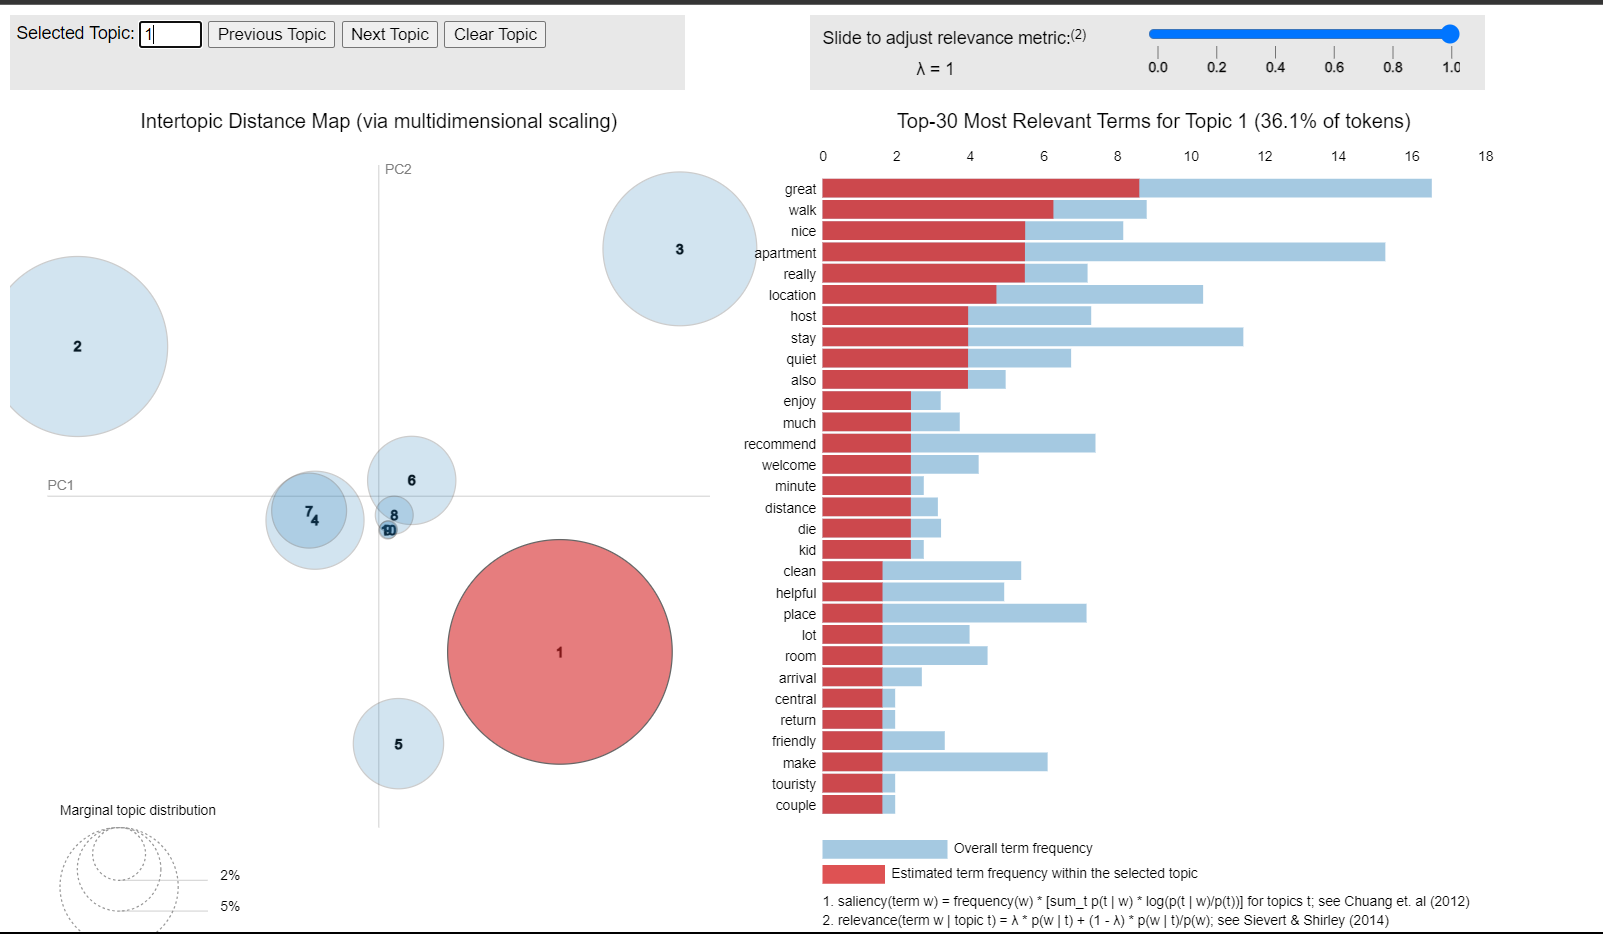 Selected Topic: 1 Previous Topic Next Topic Clear Topic
Slide to adjust relevance metric:(2)
λ = 1
0.0 0.2 0.4 0.6 0.8 1.0
Intertopic Distance Map (via multidimensional scaling)
PC2
PC1
2
3
6
7
4
8
1
5
Marginal topic distribution
2%
5%
Top-30 Most Relevant Terms for Topic 1 (36.1% of tokens)
0 2 4 6 8 10 12 14 16 18
great
walk
nice
apartment
really
location
host
stay
quiet
also
enjoy
much
recommend
welcome
minute
distance
die
kid
clean
helpful
place
lot
room
arrival
central
return
friendly
make
touristy
couple
Overall term frequency
Estimated term frequency within the selected topic
1. saliency(term w) = frequency(w) * [sum_t p(t | w) * log(p(t | w)/p(t))] for topics t; see Chuang et. al (2012)
2. relevance(term w | topic t) = λ * p(w | t) + (1 - λ) * p(w | t)/p(w); see Sievert & Shirley (2014)